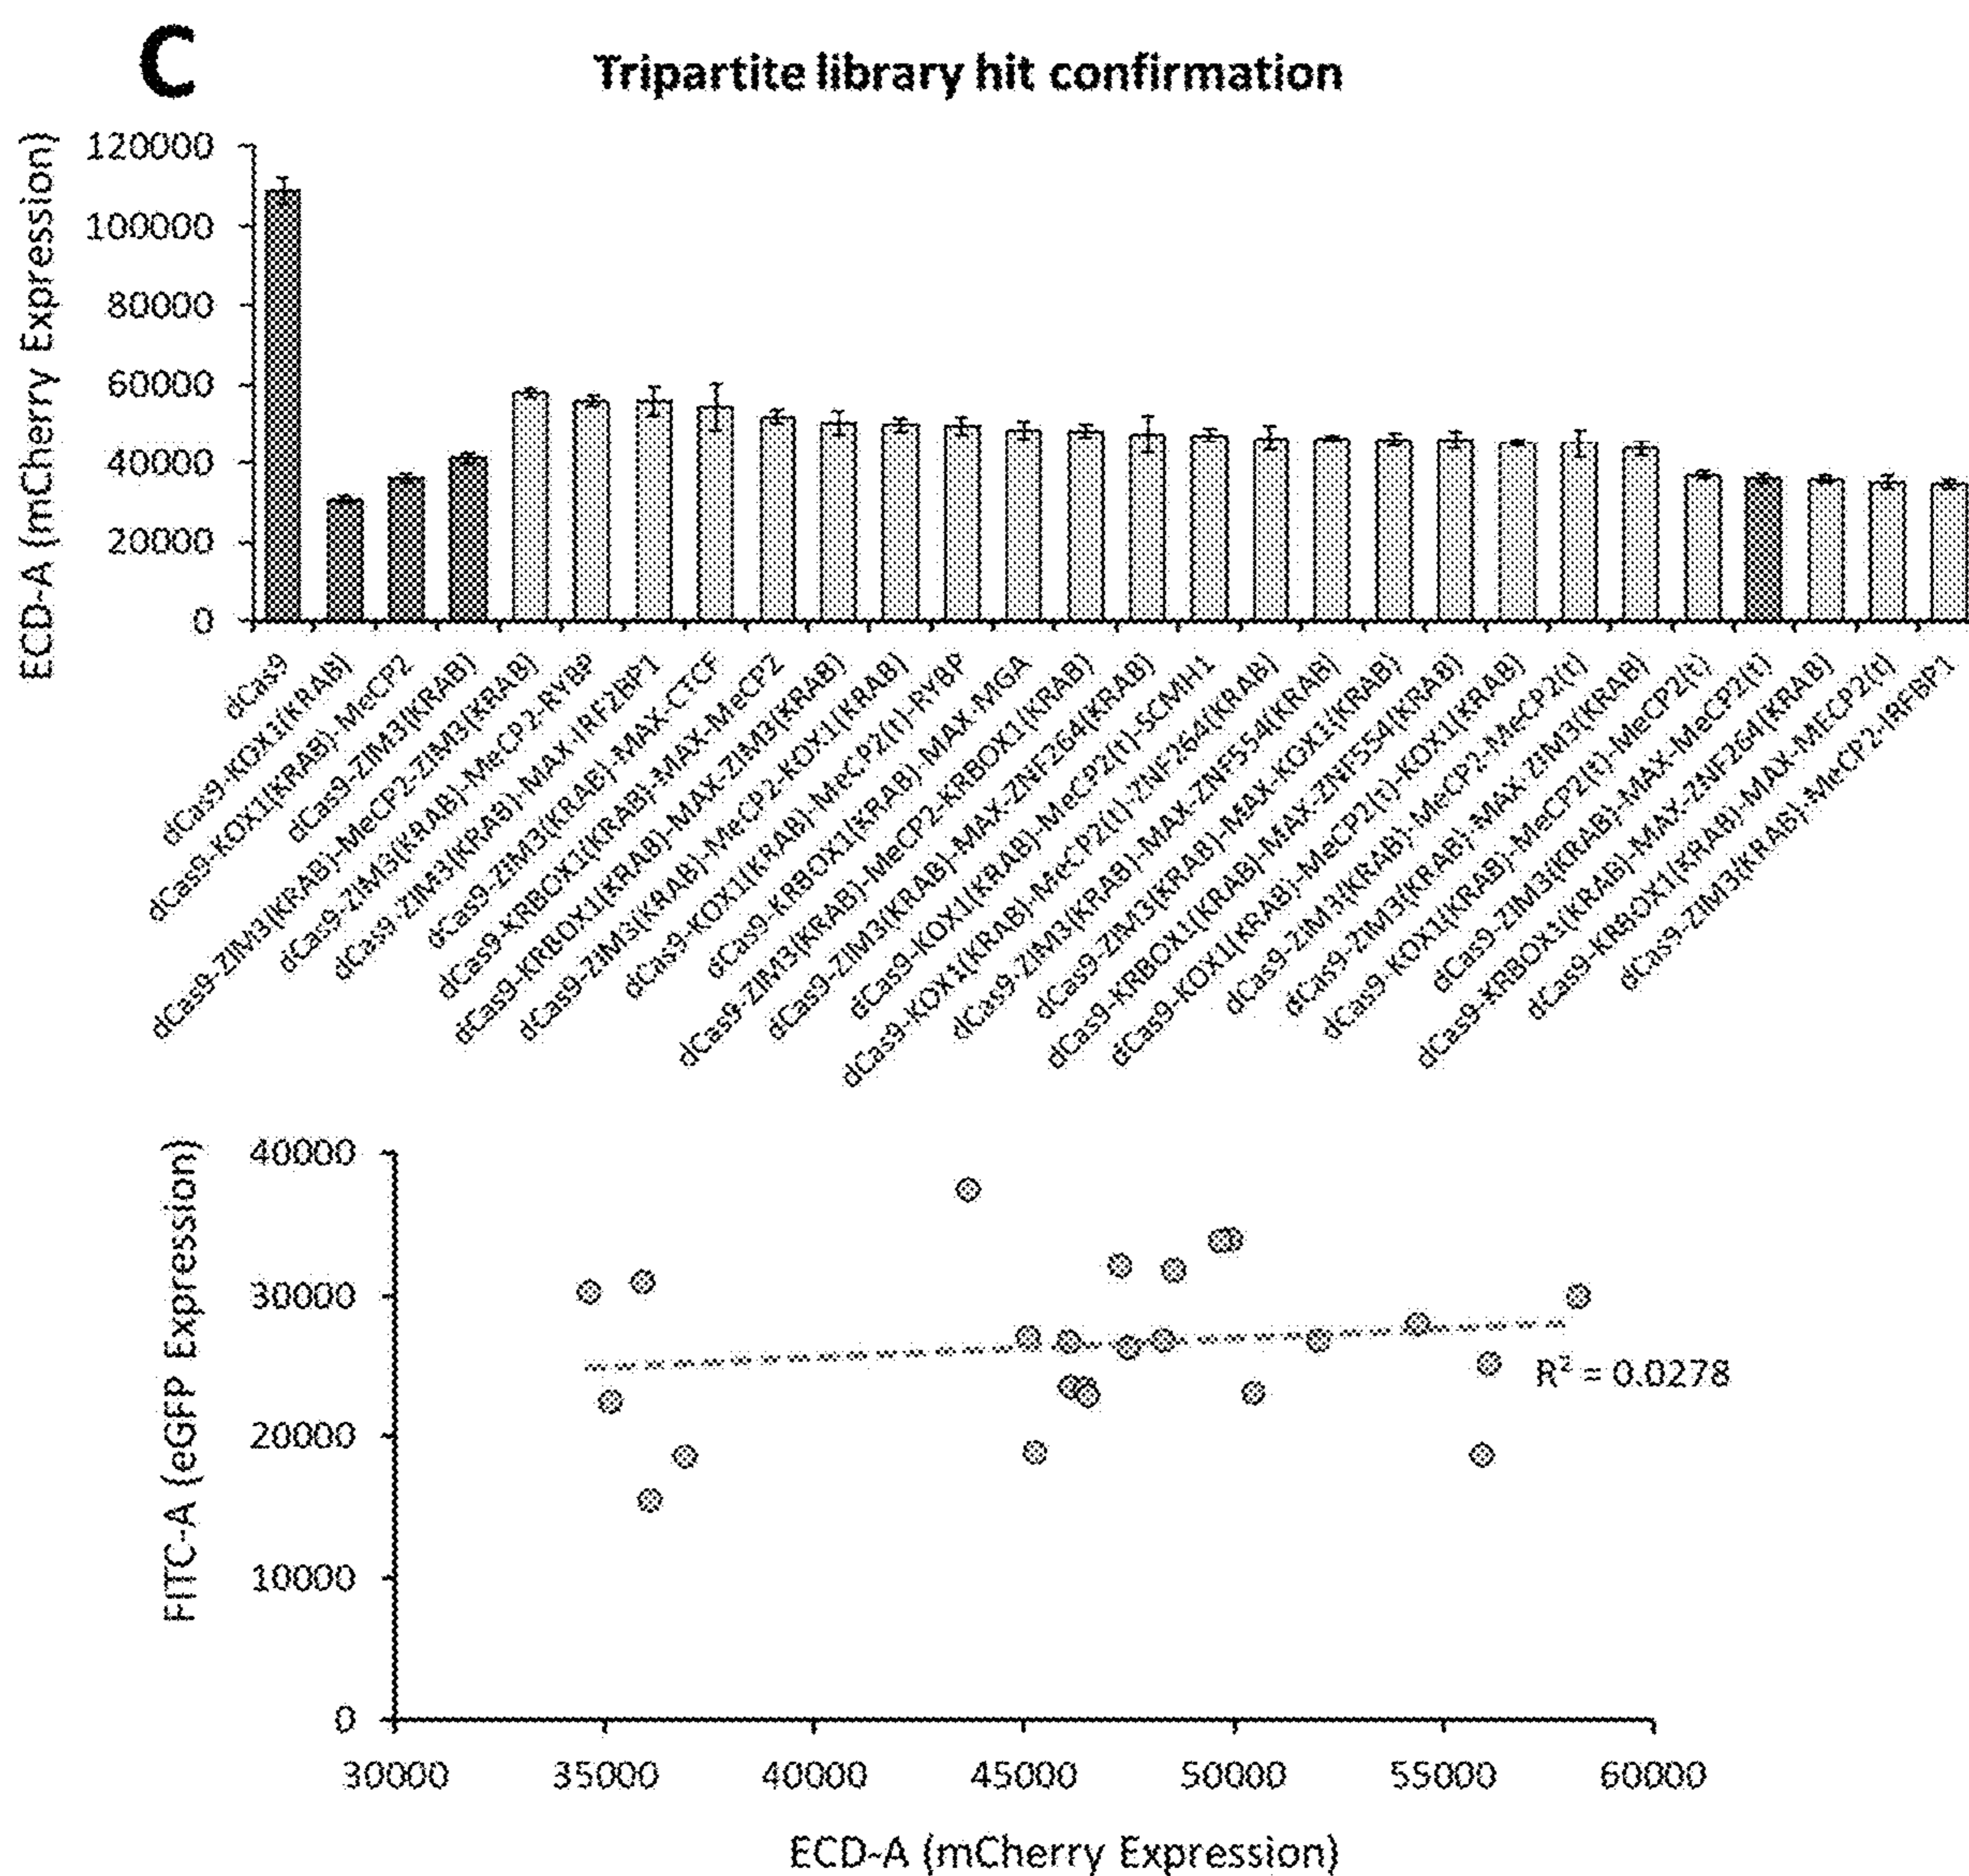 C
Tripartite library hit confirmation
ECD-A (mCherry Expression)
120000
100000
80000
60000
40000
20000
0
dCas9
dCas9-KOX1(KRAB)
dCas9-KOX1(KRAB)-MeCP2
dCas9-ZIM3(KRAB)
dCas9-ZIM3(KRAB)-MeCP2-ZIM3(KRAB)
dCas9-ZIM3(KRAB)-MeCP2-RYBP
dCas9-ZIM3(KRAB)-MAX-IRF2BP1
dCas9-ZIM3(KRAB)-MAX-CTCF
dCas9-KRBOX1(KRAB)-MAX-MeCP2
dCas9-KRBOX1(KRAB)-MAX-ZIM3(KRAB)
dCas9-ZIM3(KRAB)-MeCP2-KOX1(KRAB)
dCas9-KOX1(KRAB)-MeCP2(t)-RYBP
dCas9-KRBOX1(KRAB)-MAX-MGA
dCas9-ZIM3(KRAB)-MeCP2-KRBOX1(KRAB)
dCas9-ZIM3(KRAB)-MAX-ZNF264(KRAB)
dCas9-KOX1(KRAB)-MeCP2(t)-SCMH1
dCas9-KOX1(KRAB)-MeCP2(t)-ZNF264(KRAB)
dCas9-ZIM3(KRAB)-MAX-ZNF554(KRAB)
dCas9-ZIM3(KRAB)-MAX-KOX1(KRAB)
dCas9-KRBOX1(KRAB)-MAX-ZNF554(KRAB)
dCas9-KOX1(KRAB)-MeCP2(t)-KOX1(KRAB)
dCas9-ZIM3(KRAB)-MeCP2-MeCP2(t)
dCas9-ZIM3(KRAB)-MAX-ZIM3(KRAB)
dCas9-KOX1(KRAB)-MeCP2(t)-MeCP2(t)
dCas9-ZIM3(KRAB)-MAX-MeCP2(t)
dCas9-KRBOX1(KRAB)-MAX-ZNF264(KRAB)
dCas9-KRBOX1(KRAB)-MAX-MECP2(t)
dCas9-ZIM3(KRAB)-MeCP2-IRFBP1
FITC-A (eGFP Expression)
40000
30000
20000
10000
0
R² = 0.0278
30000 35000 40000 45000 50000 55000 60000
ECD-A (mCherry Expression)